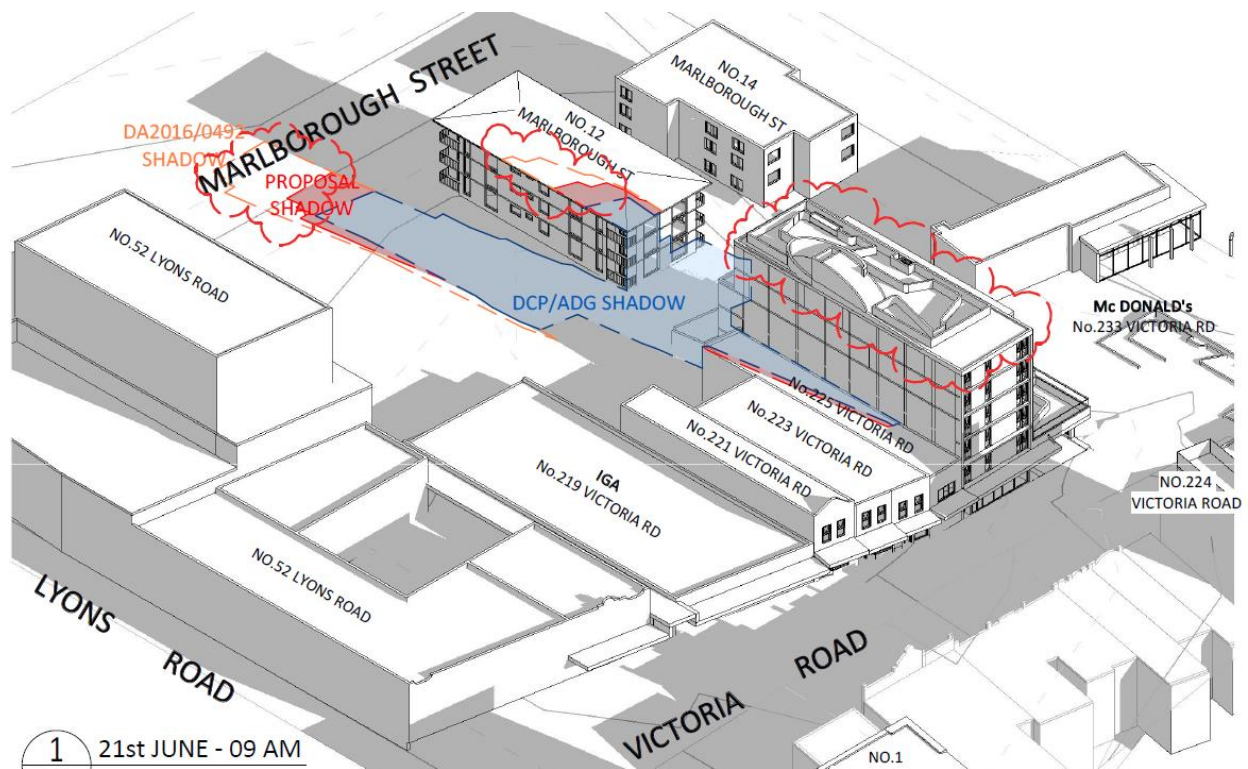 MARLBOROUGH STREET
DA2016/0492
SHADOW
PROPOSAL
SHADOW
NO.12
MARLBOROUGH ST
NO.14
MARLBOROUGH ST
NO.52 LYONS ROAD
DCP/ADG SHADOW
Mc DONALD's
No.233 VICTORIA RD
No.225 VICTORIA RD
No.223 VICTORIA RD
No.221 VICTORIA RD
IGA
No.219 VICTORIA RD
NO.224
VICTORIA ROAD
NO.52 LYONS ROAD
LYONS ROAD
VICTORIA ROAD
NO.1
1 21st JUNE - 09 AM